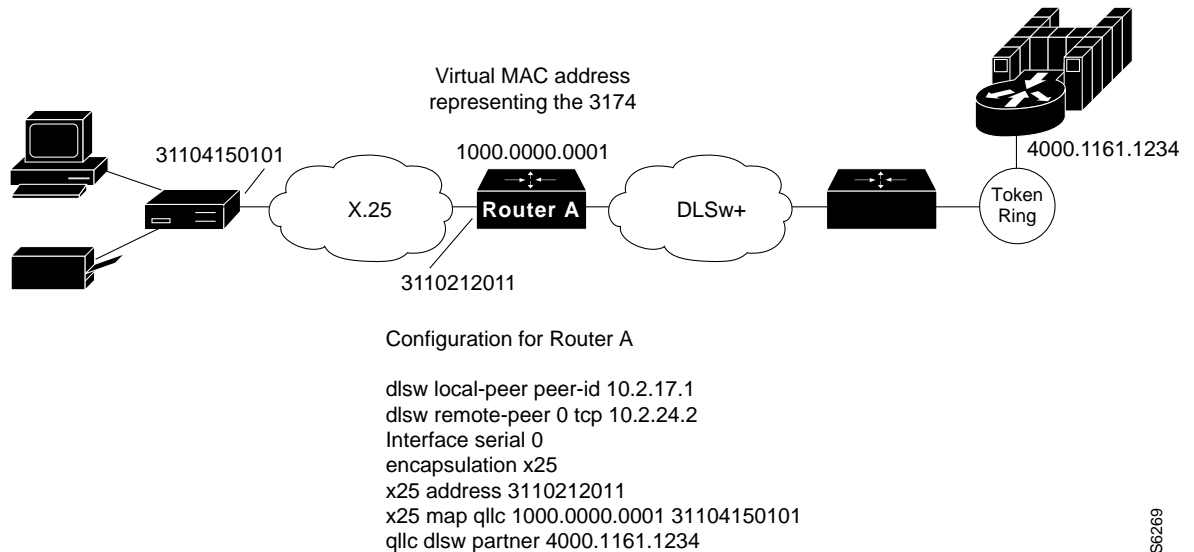 Virtual MAC address
representing the 3174
31104150101
1000.0000.0001
4000.1161.1234
X.25
Router A
DLSw+
Token
Ring
3110212011
Configuration for Router A
dlsw local-peer peer-id 10.2.17.1
dlsw remote-peer 0 tcp 10.2.24.2
Interface serial 0
encapsulation x25
x25 address 3110212011
x25 map qllc 1000.0000.0001 31104150101
qllc dlsw partner 4000.1161.1234
S6269